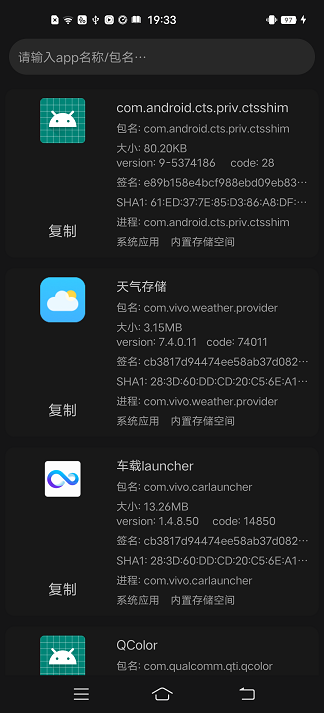 19:33
97
请输入app名称/包名…
com.android.cts.priv.ctsshim
包名: com.android.cts.priv.ctsshim
大小: 80.20KB
version: 9-5374186 code: 28
签名: e89b158e4bcf988ebd09eb83…
SHA1: 61:ED:37:7E:85:D3:86:A8:DF:…
进程: com.android.cts.priv.ctsshim
复制
系统应用 内置存储空间
天气存储
包名: com.vivo.weather.provider
大小: 3.15MB
version: 7.4.0.11 code: 74011
签名: cb3817d94474ee58ab37d082…
SHA1: 28:3D:60:DD:CD:20:C5:6E:A1…
进程: com.vivo.weather.provider
复制
系统应用 内置存储空间
车载launcher
包名: com.vivo.carlauncher
大小: 13.26MB
version: 1.4.8.50 code: 14850
签名: cb3817d94474ee58ab37d082…
SHA1: 28:3D:60:DD:CD:20:C5:6E:A1…
进程: com.vivo.carlauncher
复制
系统应用 内置存储空间
QColor
包名: com.qualcomm.qti.qcolor